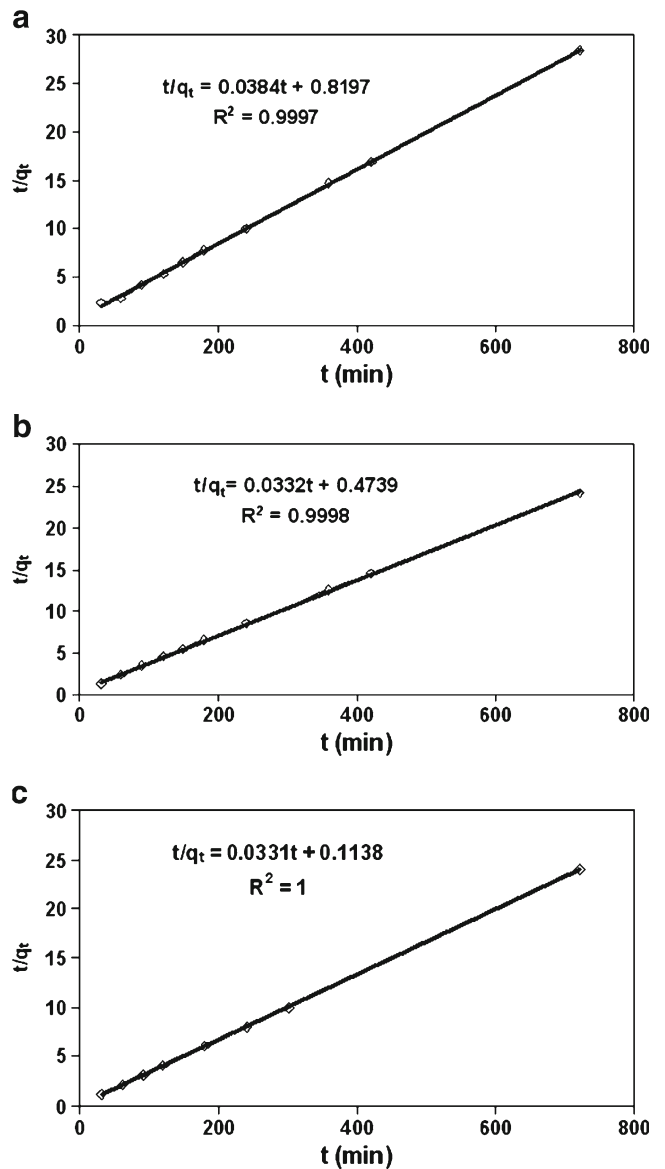 a
30
25
20
15
10
5
0
t/qt
t/qt = 0.0384t + 0.8197
R² = 0.9997
0 200 400 600 800
t (min)
b
30
25
20
15
10
5
0
t/qt
t/qt= 0.0332t + 0.4739
R² = 0.9998
0 200 400 600 800
t (min)
c
30
25
20
15
10
5
0
t/qt
t/qt = 0.0331t + 0.1138
R² = 1
0 200 400 600 800
t (min)